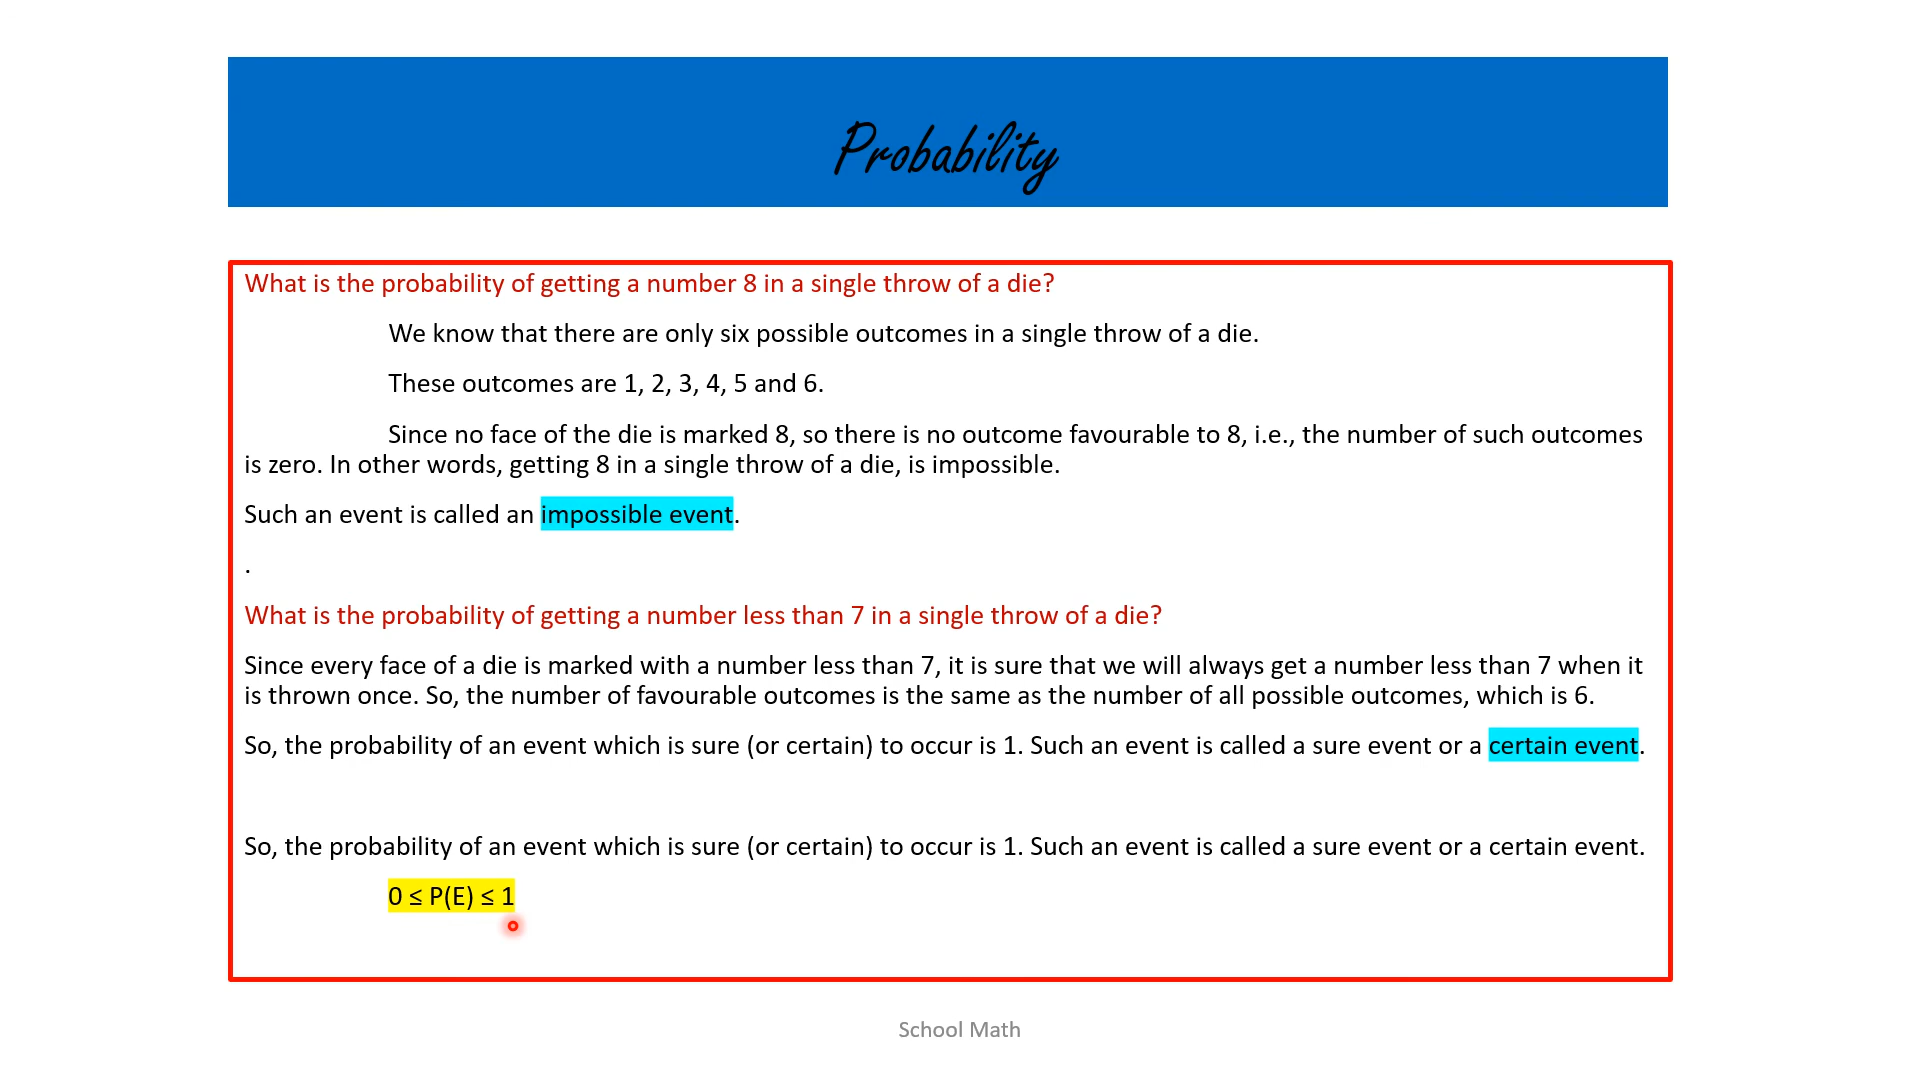 Probability
What is the probability of getting a number 8 in a single throw of a die?
We know that there are only six possible outcomes in a single throw of a die.
These outcomes are 1, 2, 3, 4, 5 and 6.
Since no face of the die is marked 8, so there is no outcome favourable to 8, i.e., the number of such outcomes
is zero. In other words, getting 8 in a single throw of a die, is impossible.
Such an event is called an impossible event.
.
What is the probability of getting a number less than 7 in a single throw of a die?
Since every face of a die is marked with a number less than 7, it is sure that we will always get a number less than 7 when it
is thrown once. So, the number of favourable outcomes is the same as the number of all possible outcomes, which is 6.
So, the probability of an event which is sure (or certain) to occur is 1. Such an event is called a sure event or a certain event.
So, the probability of an event which is sure (or certain) to occur is 1. Such an event is called a sure event or a certain event.
0 ≤ P(E) ≤ 1
School Math